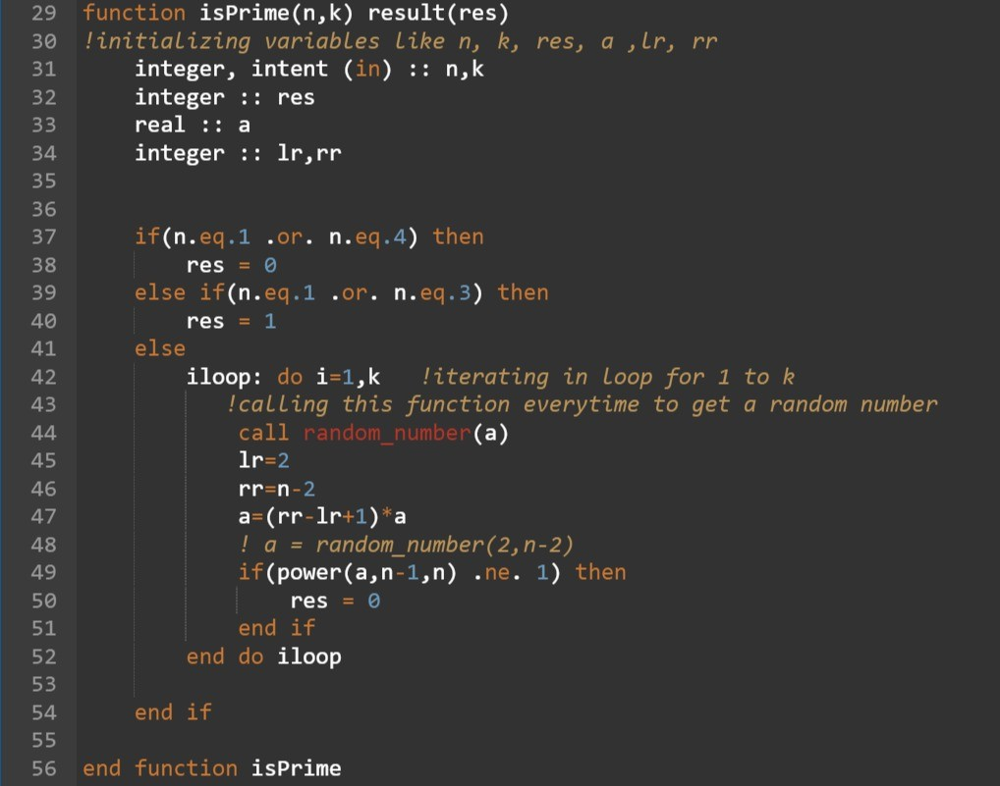 29 function isPrime(n,k) result(res)
30 !initializing variables like n, k, res, a ,lr, rr
31     integer, intent (in) :: n,k
32     integer :: res
33     real :: a
34     integer :: lr,rr
35
36
37     if(n.eq.1 .or. n.eq.4) then
38         res = 0
39     else if(n.eq.1 .or. n.eq.3) then
40         res = 1
41     else
42         iloop: do i=1,k   !iterating in loop for 1 to k
43            !calling this function everytime to get a random number
44             call random_number(a)
45             lr=2
46             rr=n-2
47             a=(rr-lr+1)*a
48             ! a = random_number(2,n-2)
49             if(power(a,n-1,n) .ne. 1) then
50                 res = 0
51             end if
52         end do iloop
53
54     end if
55
56 end function isPrime